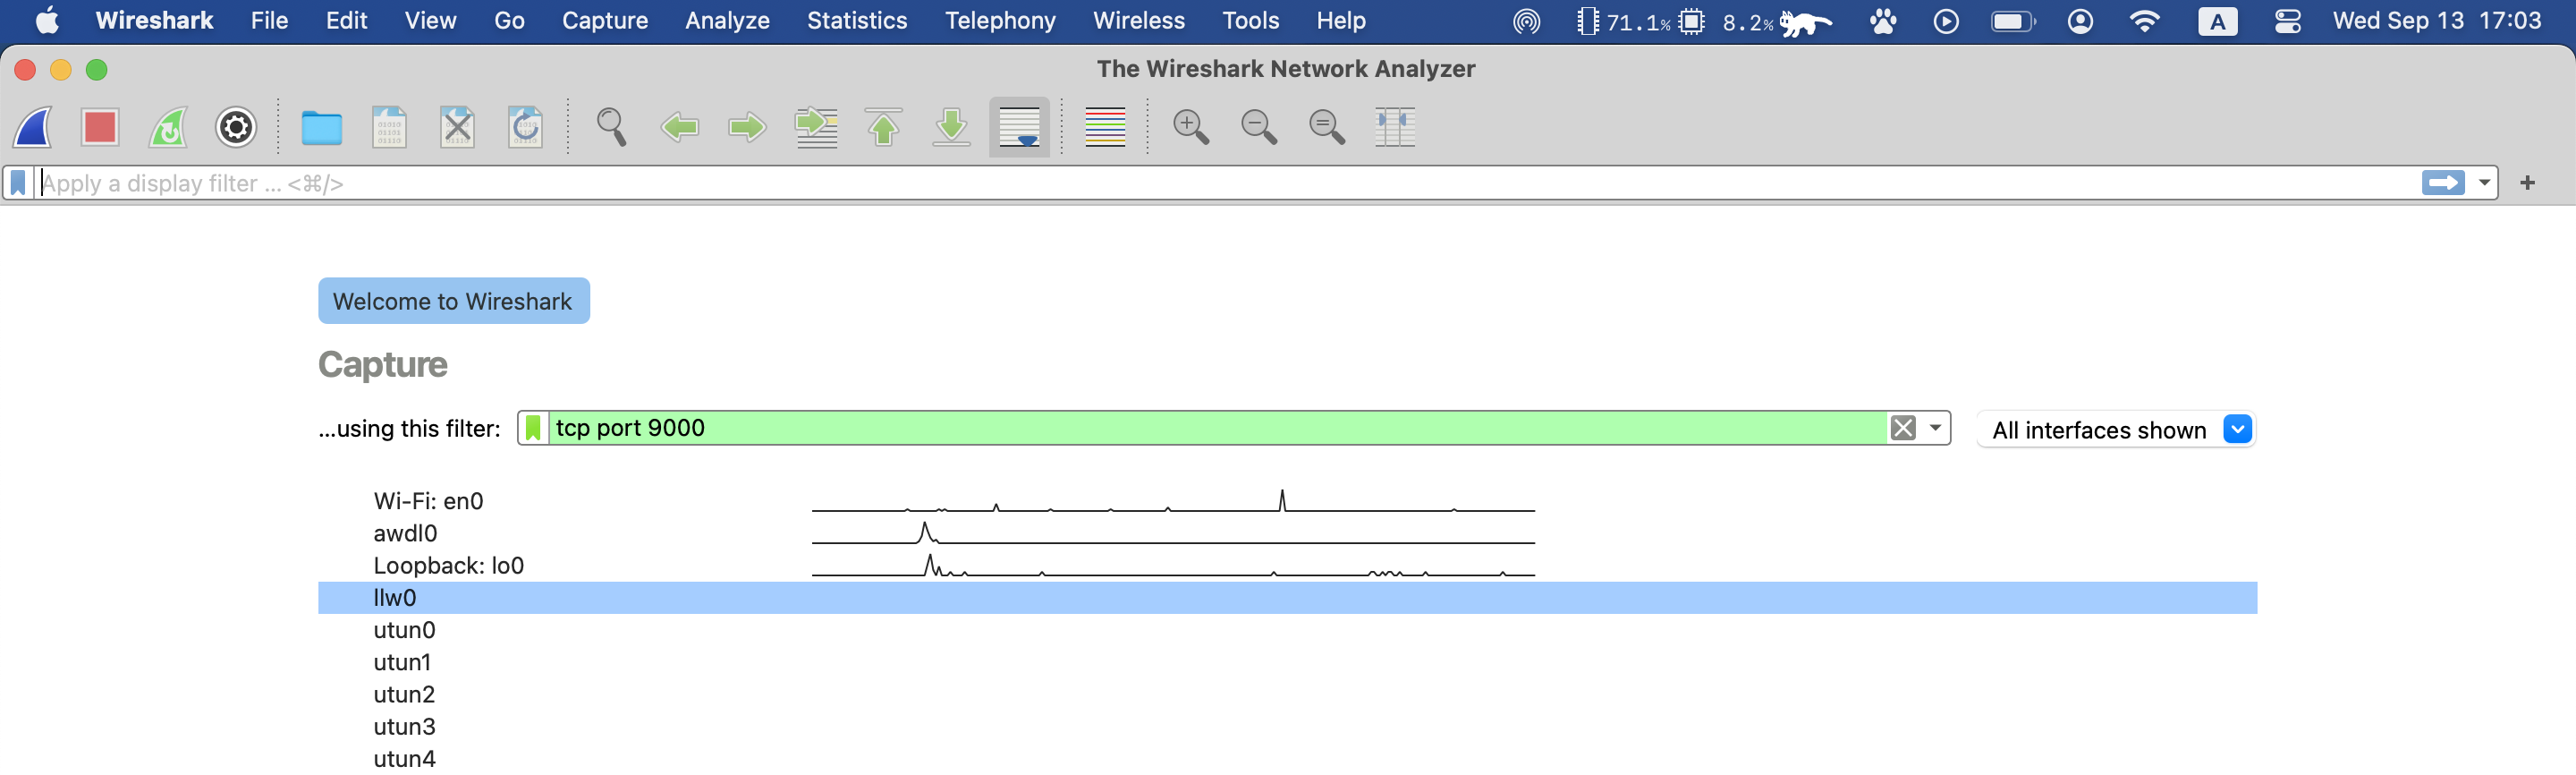 Wireshark File Edit View Go Capture Analyze Statistics Telephony Wireless Tools Help 71.1% 8.2% A Wed Sep 13 17:03
The Wireshark Network Analyzer
Apply a display filter ... <⌘/>
+
Welcome to Wireshark
Capture
...using this filter: tcp port 9000 All interfaces shown
Wi-Fi: en0
awdl0
Loopback: lo0
llw0
utun0
utun1
utun2
utun3
utun4